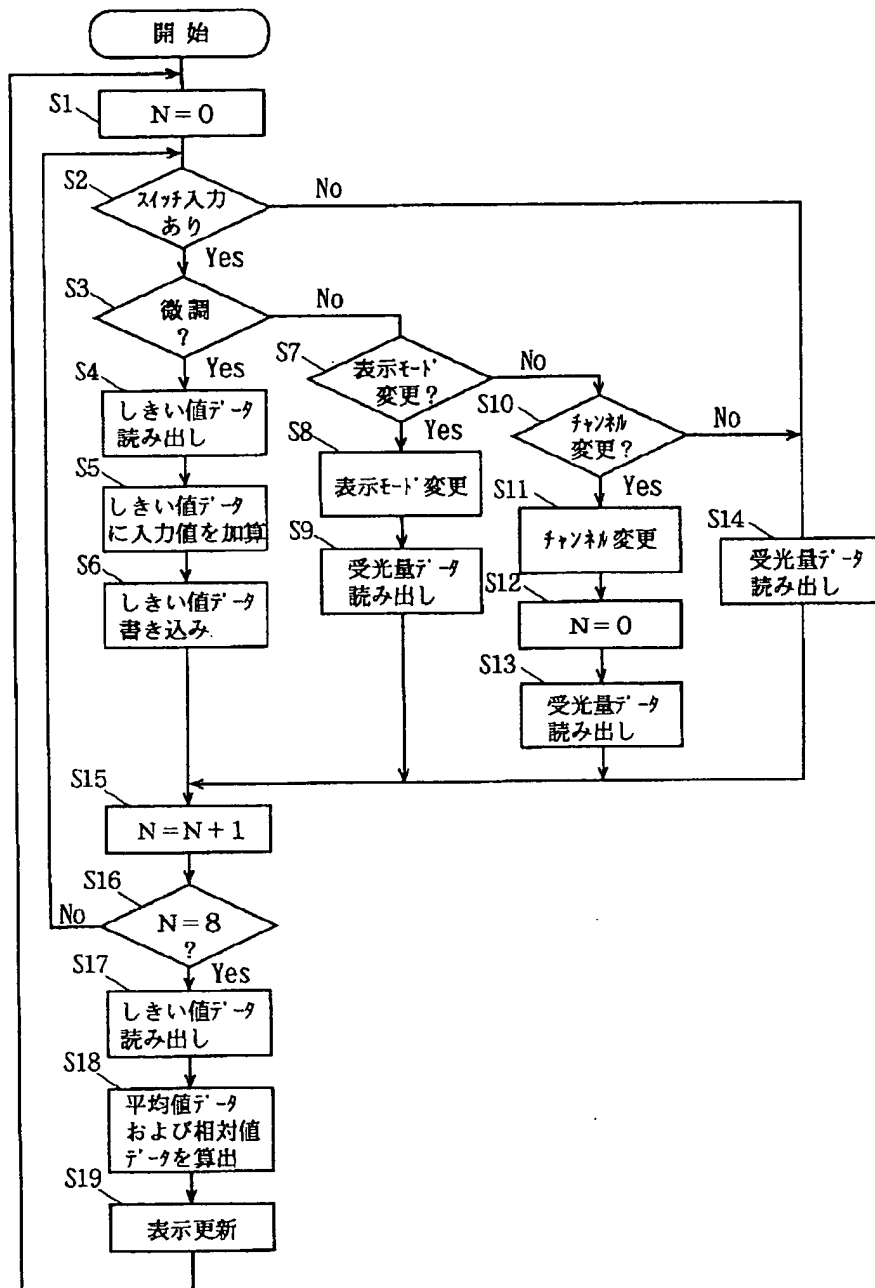 開始
S1
N=0
S2
スイッチ入力
あり
No
Yes
S3
微調
?
No
Yes
S4
しきい値データ
読み出し
S5
しきい値データ
に入力値を加算
S6
しきい値データ
書き込み
S7
表示モード
変更?
No
Yes
S8
表示モード変更
S9
受光量データ
読み出し
S10
チャンネル
変更?
No
Yes
S11
チャンネル変更
S12
N=0
S13
受光量データ
読み出し
S14
受光量データ
読み出し
S15
N=N+1
S16
N=8
?
No
Yes
S17
しきい値データ
読み出し
S18
平均値データ
および相対値
データを算出
S19
表示更新